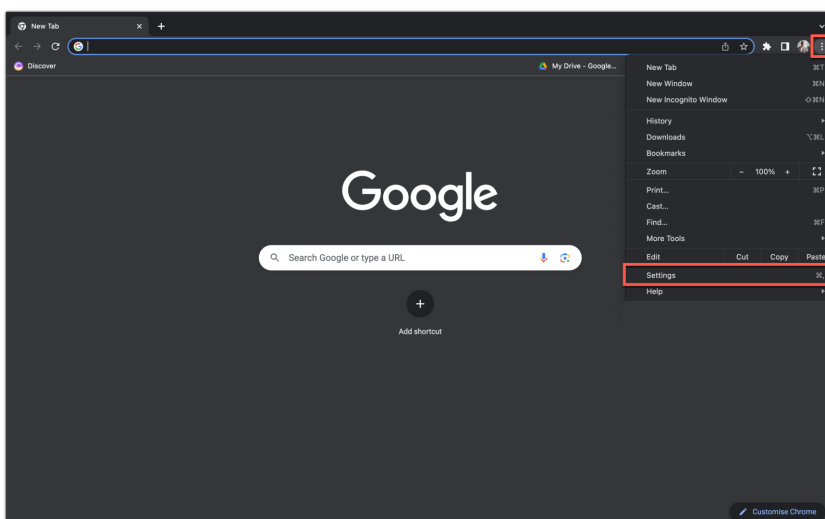 New Tab
Discover
My Drive - Google...
New Tab ⌘T
New Window ⌘N
New Incognito Window ⇧⌘N
History
Downloads ⌥⌘L
Bookmarks
Zoom - 100% +
Print... ⌘P
Cast...
Find... ⌘F
More Tools
Edit Cut Copy Paste
Settings ⌘,
Help
Google
Search Google or type a URL
Add shortcut
Customise Chrome